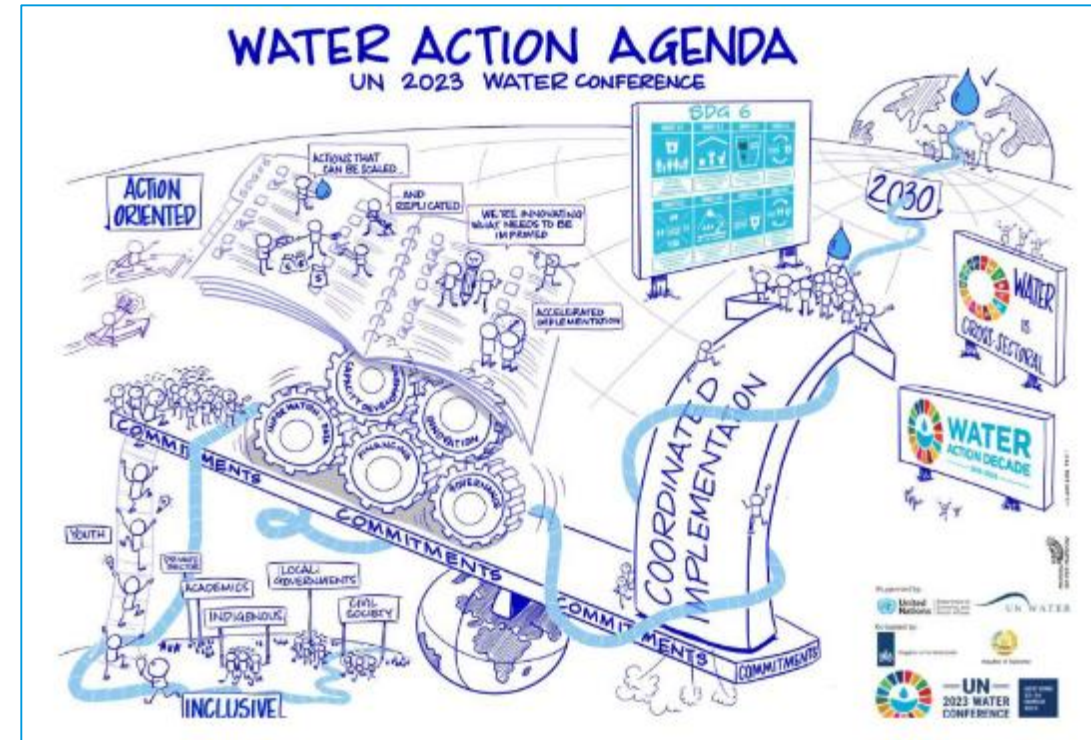 WATER ACTION AGENDA
UN 2023 WATER CONFERENCE
ACTION
ORIENTED
ACTIONS THAT
CAN BE SCALED
AND
REPLICATED
WE'RE INNOVATING
WHAT NEEDS TO BE
IMPROVED
ACCELERATED
IMPLEMENTATION
SDG 6
2030
WATER
IS
CROSS-SECTORAL
WATER
ACTION DECADE
CAPACITY
DEVELOPMENT
INFORMATION
DATA
INNOVATION
FINANCING
GOVERNANCE
COMMITMENTS
COMMITMENTS
COMMITMENTS
COMMITMENTS
COMMITMENTS
COORDINATED
IMPLEMENTATION
YOUTH
PRIVATE
SECTOR
ACADEMICS
INDIGENOUS
LOCAL
GOVERNMENTS
CIVIL
SOCIETY
INCLUSIVE
United
Nations
UN WATER
UN
2023 WATER
CONFERENCE